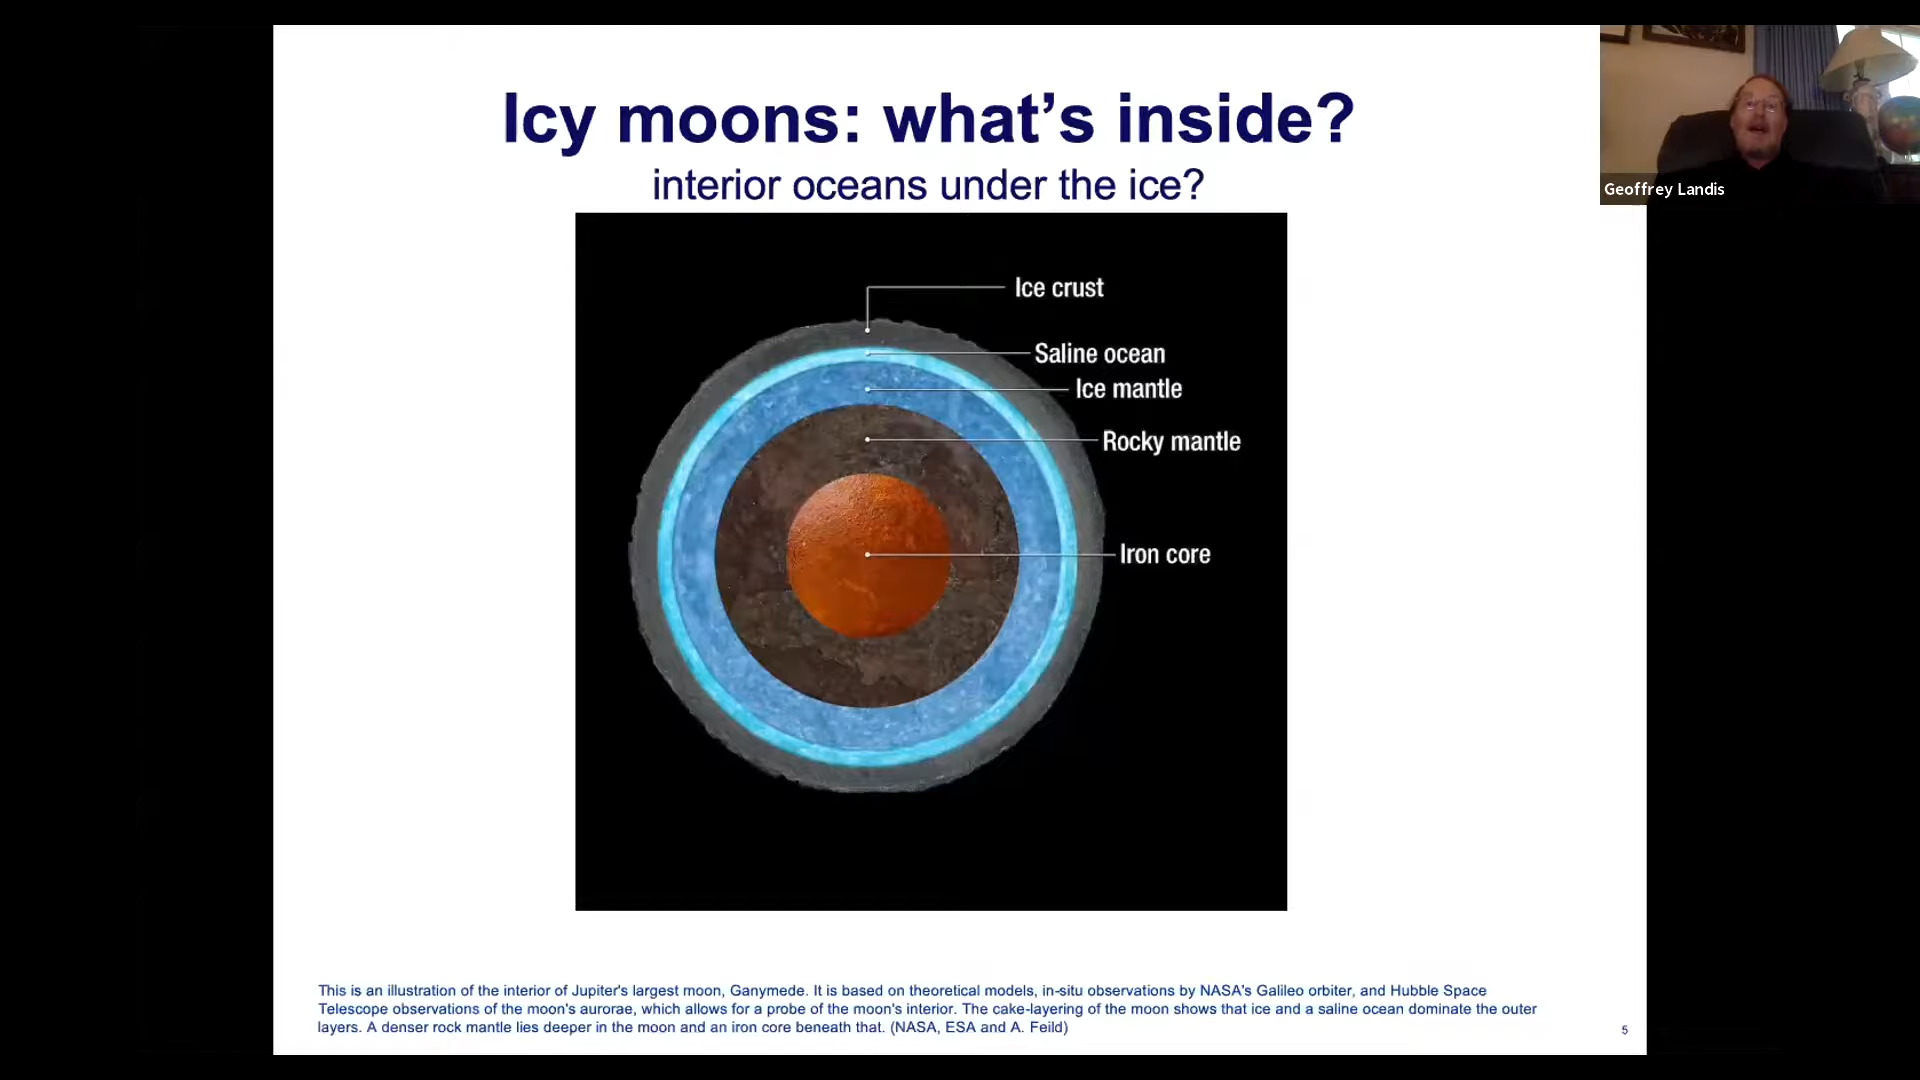 Icy moons: what's inside?
interior oceans under the ice?
Geoffrey Landis
Ice crust
Saline ocean
Ice mantle
Rocky mantle
Iron core
This is an illustration of the interior of Jupiter's largest moon, Ganymede. It is based on theoretical models, in-situ observations by NASA's Galileo orbiter, and Hubble Space
Telescope observations of the moon's aurorae, which allows for a probe of the moon's interior. The cake-layering of the moon shows that ice and a saline ocean dominate the outer
layers. A denser rock mantle lies deeper in the moon and an iron core beneath that. (NASA, ESA and A. Feild)
5